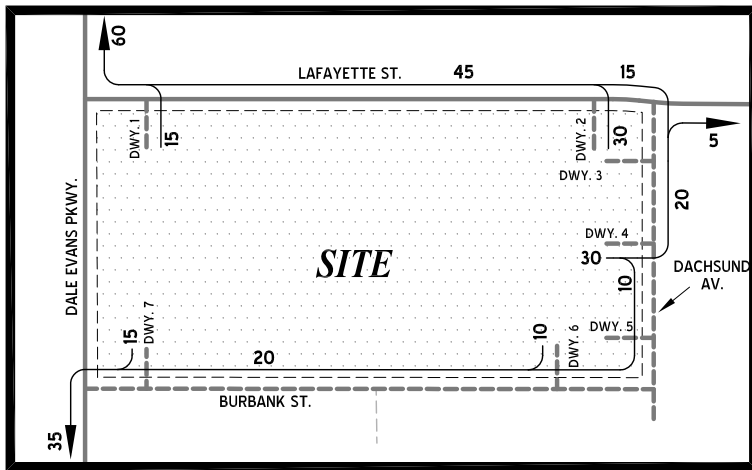 60
LAFAYETTE ST.
45
15
DWY. 1
15
DWY. 2
30
5
DWY. 3
20
DALE EVANS PKWY.
SITE
DWY. 4
30
10
DACHSUND
AV.
15
DWY. 7
20
10
DWY. 6
DWY. 5
BURBANK ST.
35